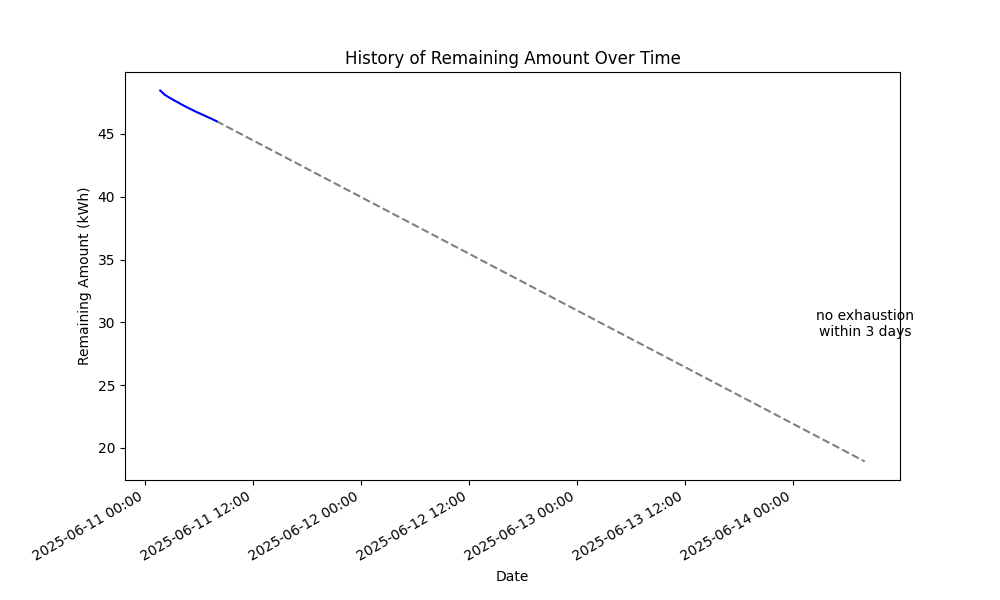 History of Remaining Amount Over Time
Remaining Amount (kWh)
45
40
35
30
25
20
no exhaustion
within 3 days
2025-06-11 00:00
2025-06-11 12:00
2025-06-12 00:00
2025-06-12 12:00
2025-06-13 00:00
2025-06-13 12:00
2025-06-14 00:00
Date